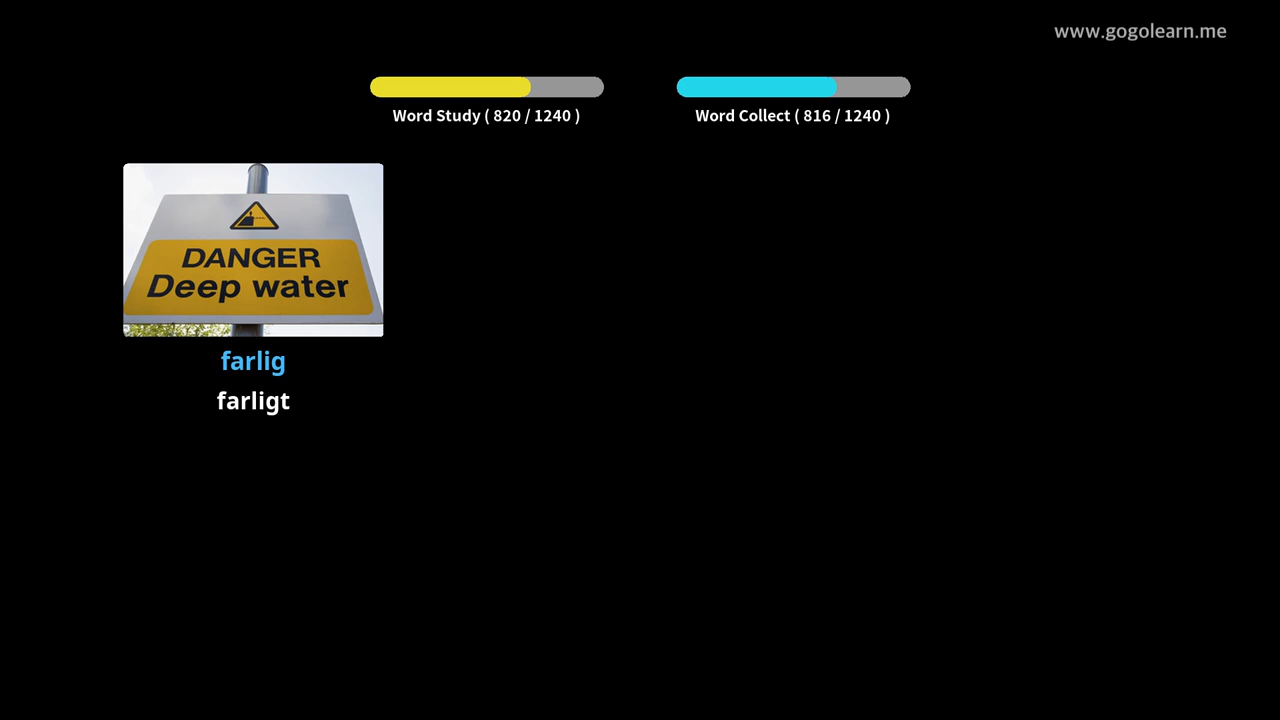 www.gogolearn.me
Word Study ( 820 / 1240 )
Word Collect ( 816 / 1240 )
DANGER
Deep water
farlig
farligt